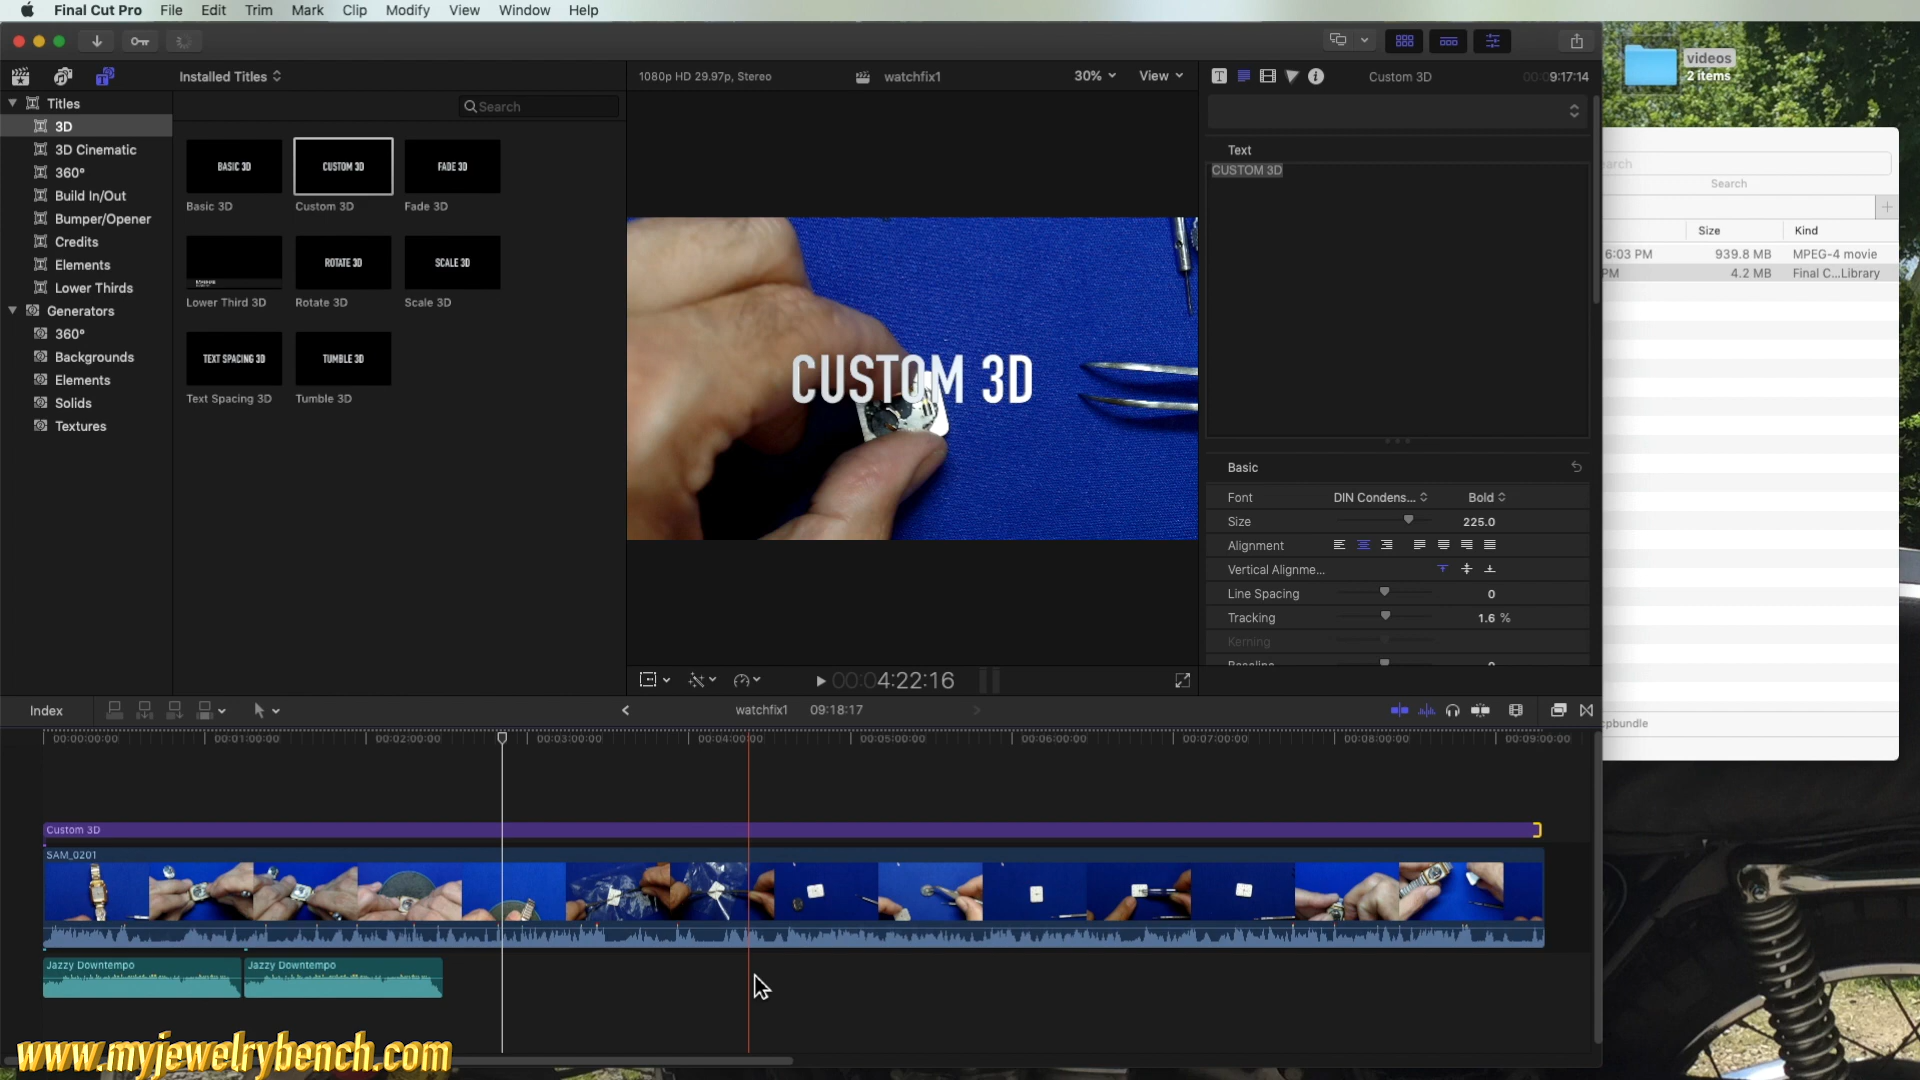 Final Cut Pro File Edit Trim Mark Clip Modify View Window Help
videos
2 items
Installed Titles
1080p HD 29.97p, Stereo
watchfix1
30%
View
Custom 3D
9:17:14
Titles
3D
3D Cinematic
360°
Build In/Out
Bumper/Opener
Credits
Elements
Lower Thirds
Generators
360°
Backgrounds
Elements
Solids
Textures
Search
BASIC 3D
CUSTOM 3D
FADE 3D
Basic 3D
Custom 3D
Fade 3D
ROTATE 3D
SCALE 3D
Lower Third 3D
Rotate 3D
Scale 3D
TEXT SPACING 3D
TUMBLE 3D
Text Spacing 3D
Tumble 3D
CUSTOM 3D
Text
CUSTOM 3D
Basic
Font
DIN Condens...
Bold
Size
225.0
Alignment
Vertical Alignme...
Line Spacing
0
Tracking
1.6 %
Kerning
earch
Search
Size
Kind
6:03 PM
939.8 MB
MPEG-4 movie
PM
4.2 MB
Final C...Library
cpbundle
00:04:22:16
Index
watchfix1
09:18:17
00:00:00:00
00:01:00:00
00:02:00:00
00:03:00:00
00:04:00:00
00:05:00:00
00:06:00:00
00:07:00:00
00:08:00:00
00:09:00:00
Custom 3D
SAM_0201
Jazzy Downtempo
Jazzy Downtempo
www.myjewelrybench.com